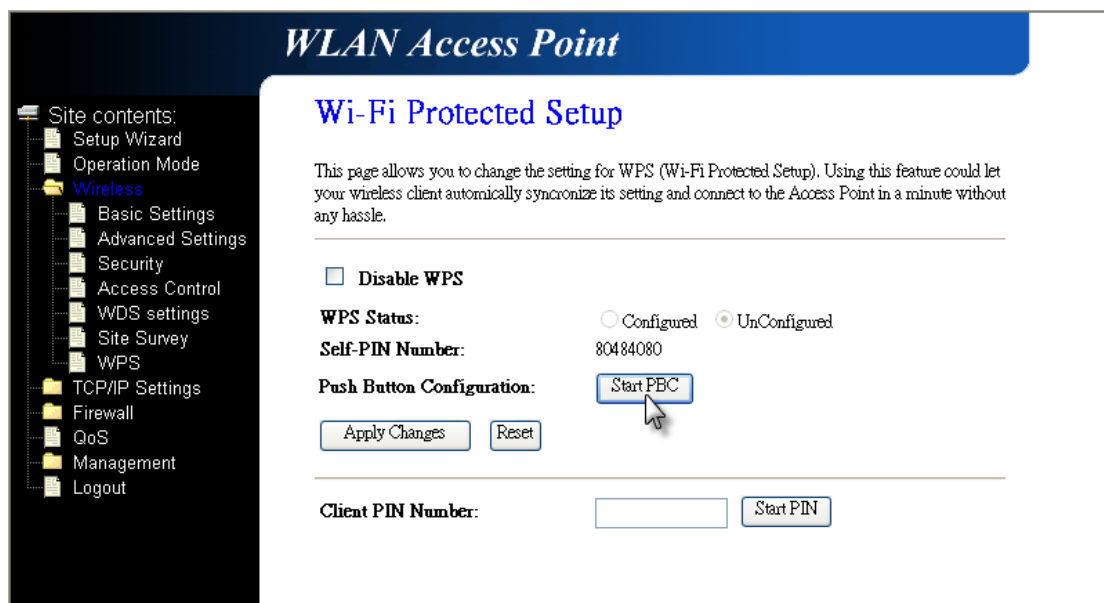 WLAN Access Point
Site contents:
Setup Wizard
Operation Mode
Wireless
Basic Settings
Advanced Settings
Security
Access Control
WDS settings
Site Survey
WPS
TCP/IP Settings
Firewall
QoS
Management
Logout
Wi-Fi Protected Setup
This page allows you to change the setting for WPS (Wi-Fi Protected Setup). Using this feature could let
your wireless client automically syncronize its setting and connect to the Access Point in a minute without
any hassle.
Disable WPS
WPS Status: Configured UnConfigured
Self-PIN Number: 80484080
Push Button Configuration: Start PBC
Apply Changes Reset
Client PIN Number: Start PIN